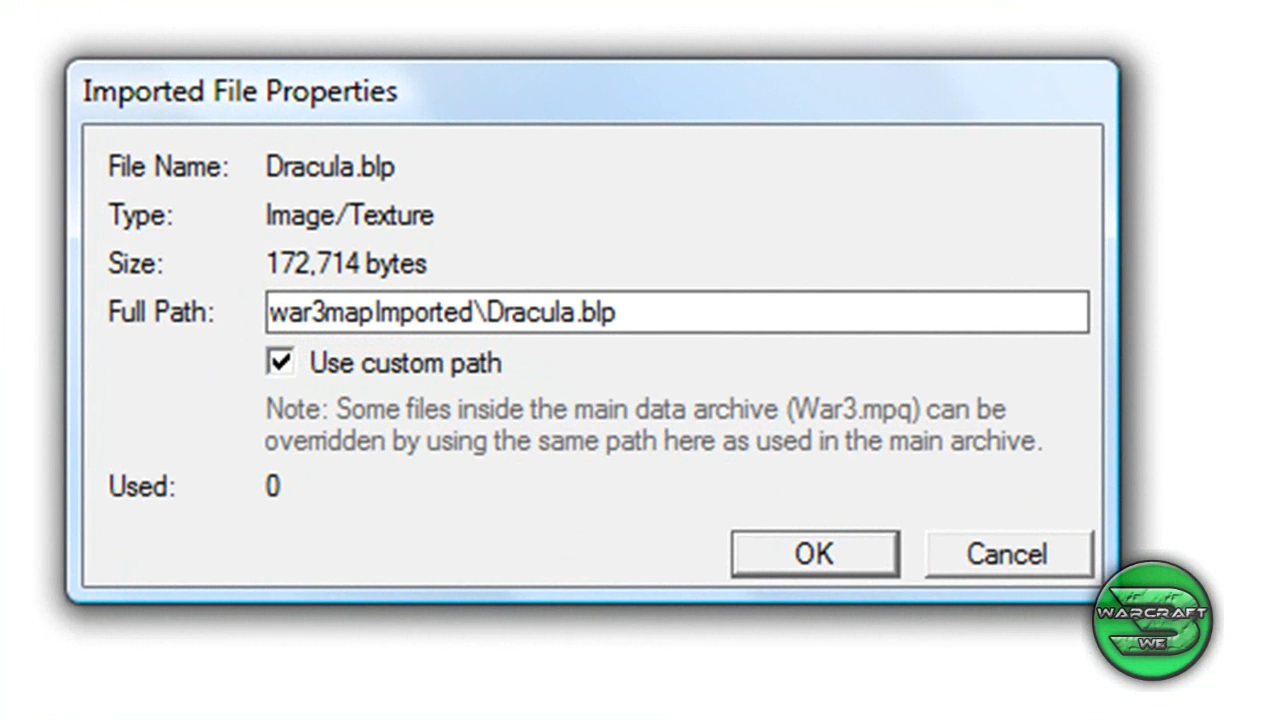 Imported File Properties
File Name: Dracula.blp
Type: Image/Texture
Size: 172,714 bytes
Full Path: war3mapImported\Dracula.blp
Use custom path
Note: Some files inside the main data archive (War3.mpq) can be
overridden by using the same path here as used in the main archive.
Used: 0
OK Cancel
WARCRAFT
3
WE